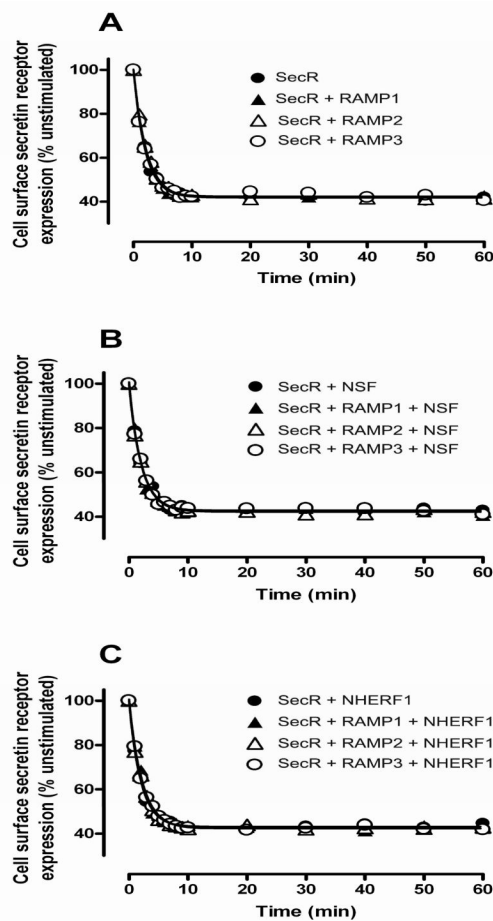 A
Cell surface secretin receptor
expression (% unstimulated)
100
80
60
40
SecR
SecR + RAMP1
SecR + RAMP2
SecR + RAMP3
0 10 20 30 40 50 60
Time (min)
B
Cell surface secretin receptor
expression (% unstimulated)
100
80
60
40
SecR + NSF
SecR + RAMP1 + NSF
SecR + RAMP2 + NSF
SecR + RAMP3 + NSF
0 10 20 30 40 50 60
Time (min)
C
Cell surface secretin receptor
expression (% unstimulated)
100
80
60
40
SecR + NHERF1
SecR + RAMP1 + NHERF1
SecR + RAMP2 + NHERF1
SecR + RAMP3 + NHERF1
0 10 20 30 40 50 60
Time (min)